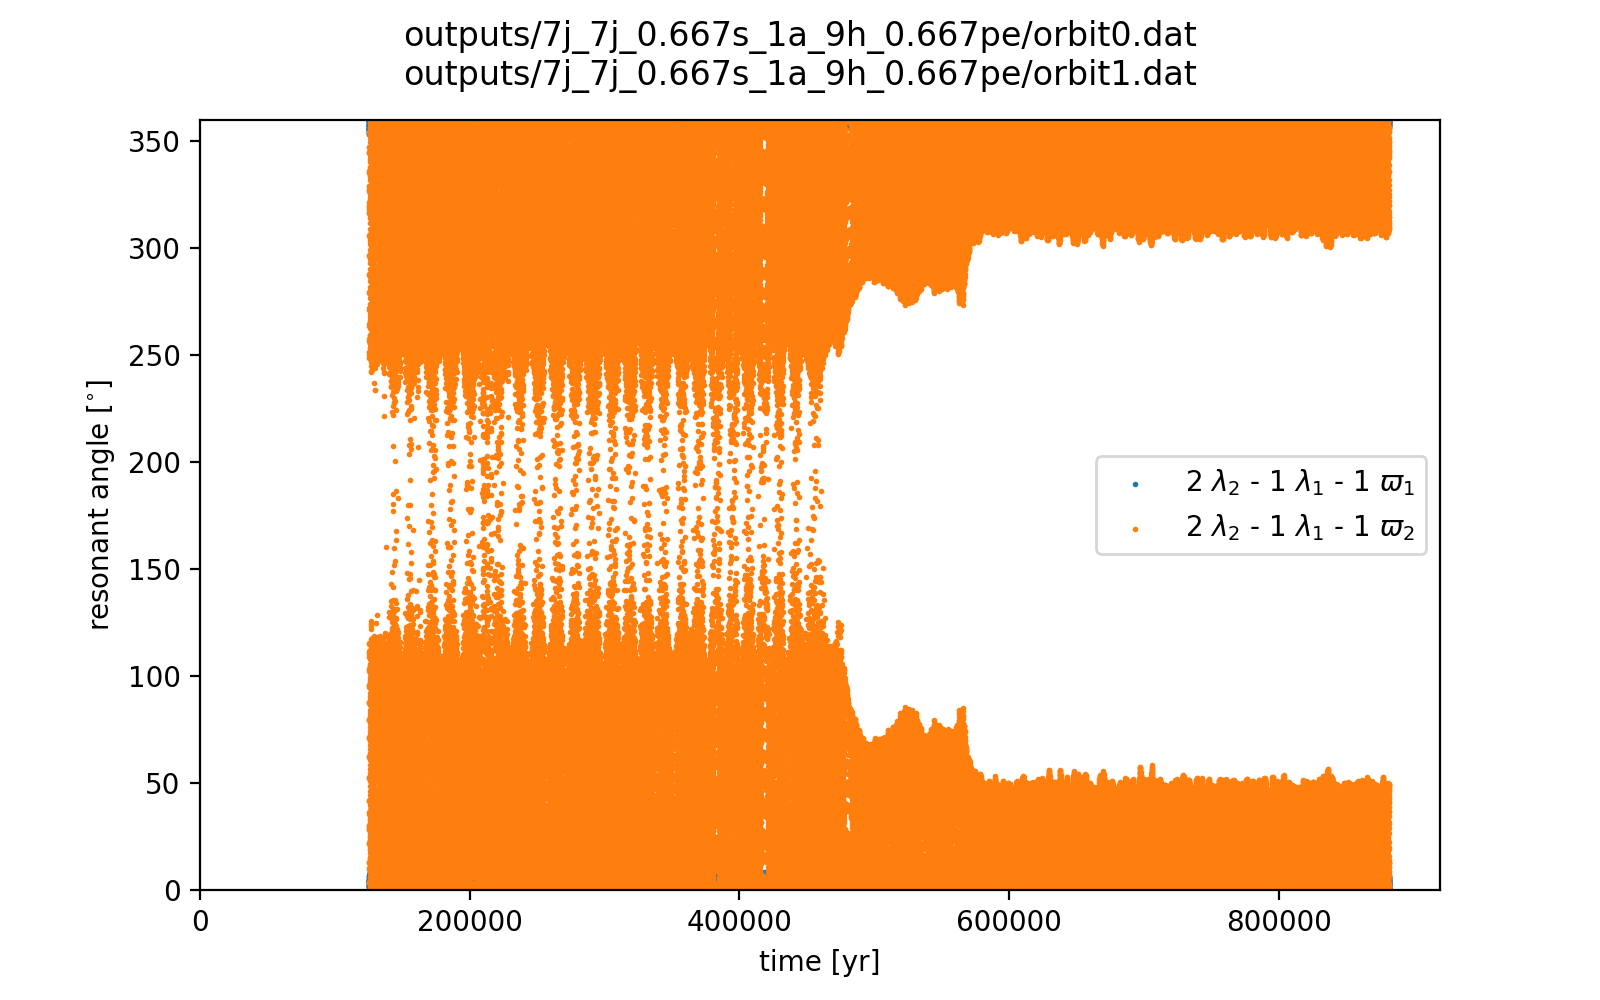 outputs/7j_7j_0.667s_1a_9h_0.667pe/orbit0.dat
outputs/7j_7j_0.667s_1a_9h_0.667pe/orbit1.dat
350
300
250
200
150
100
50
0
resonant angle [°]
2 λ₂ - 1 λ₁ - 1 ϖ₁
2 λ₂ - 1 λ₁ - 1 ϖ₂
0 200000 400000 600000 800000
time [yr]